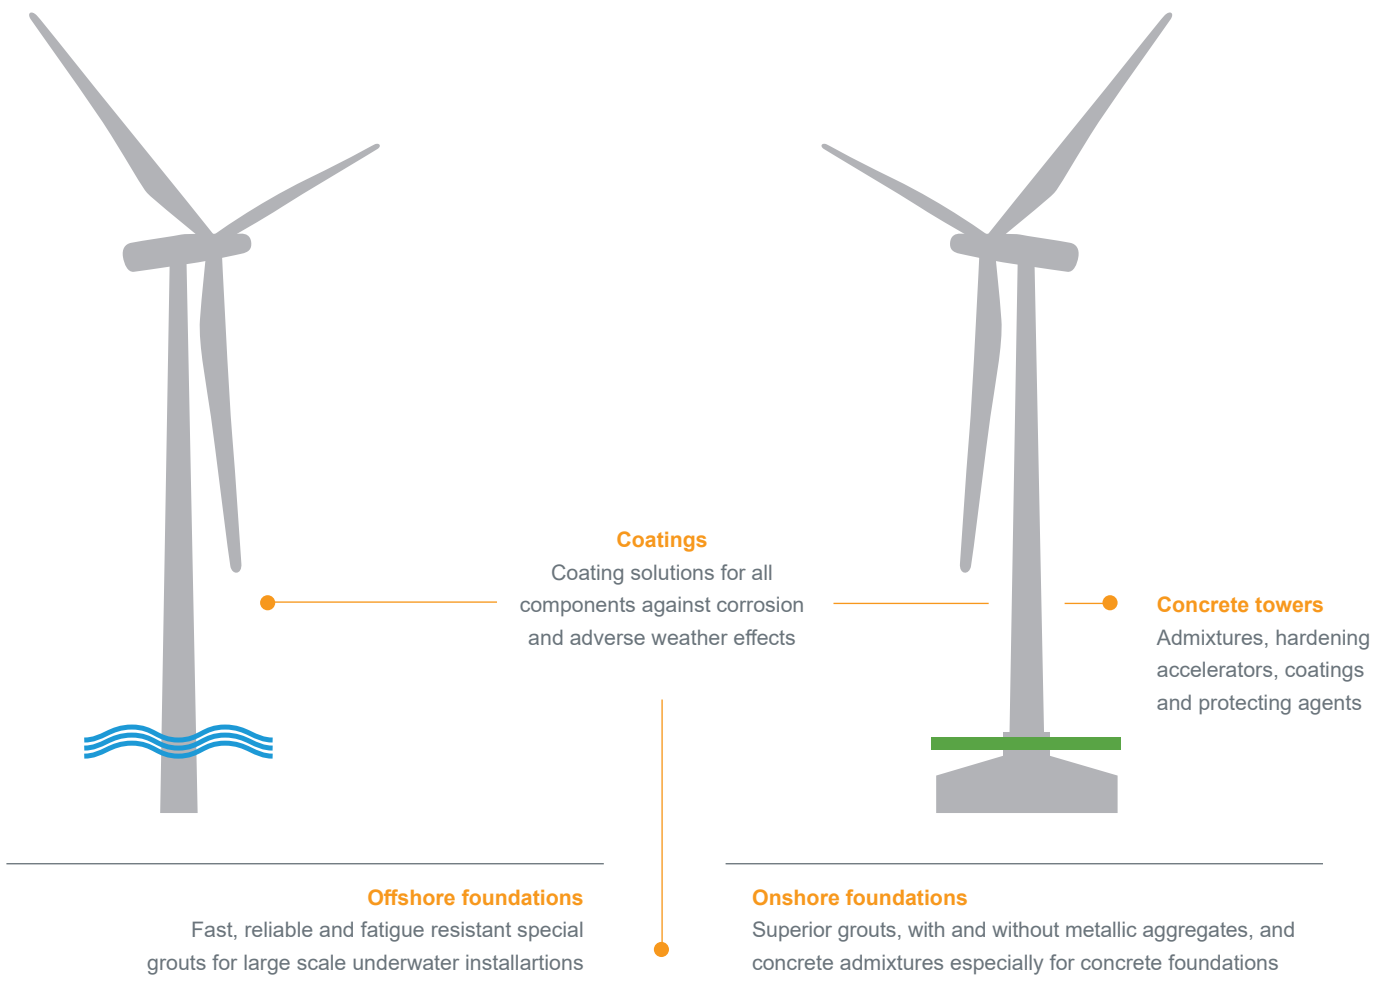 Coatings
Coating solutions for all
components against corrosion
and adverse weather effects
Concrete towers
Admixtures, hardening
accelerators, coatings
and protecting agents
Offshore foundations
Fast, reliable and fatigue resistant special
grouts for large scale underwater installartions
Onshore foundations
Superior grouts, with and without metallic aggregates, and
concrete admixtures especially for concrete foundations